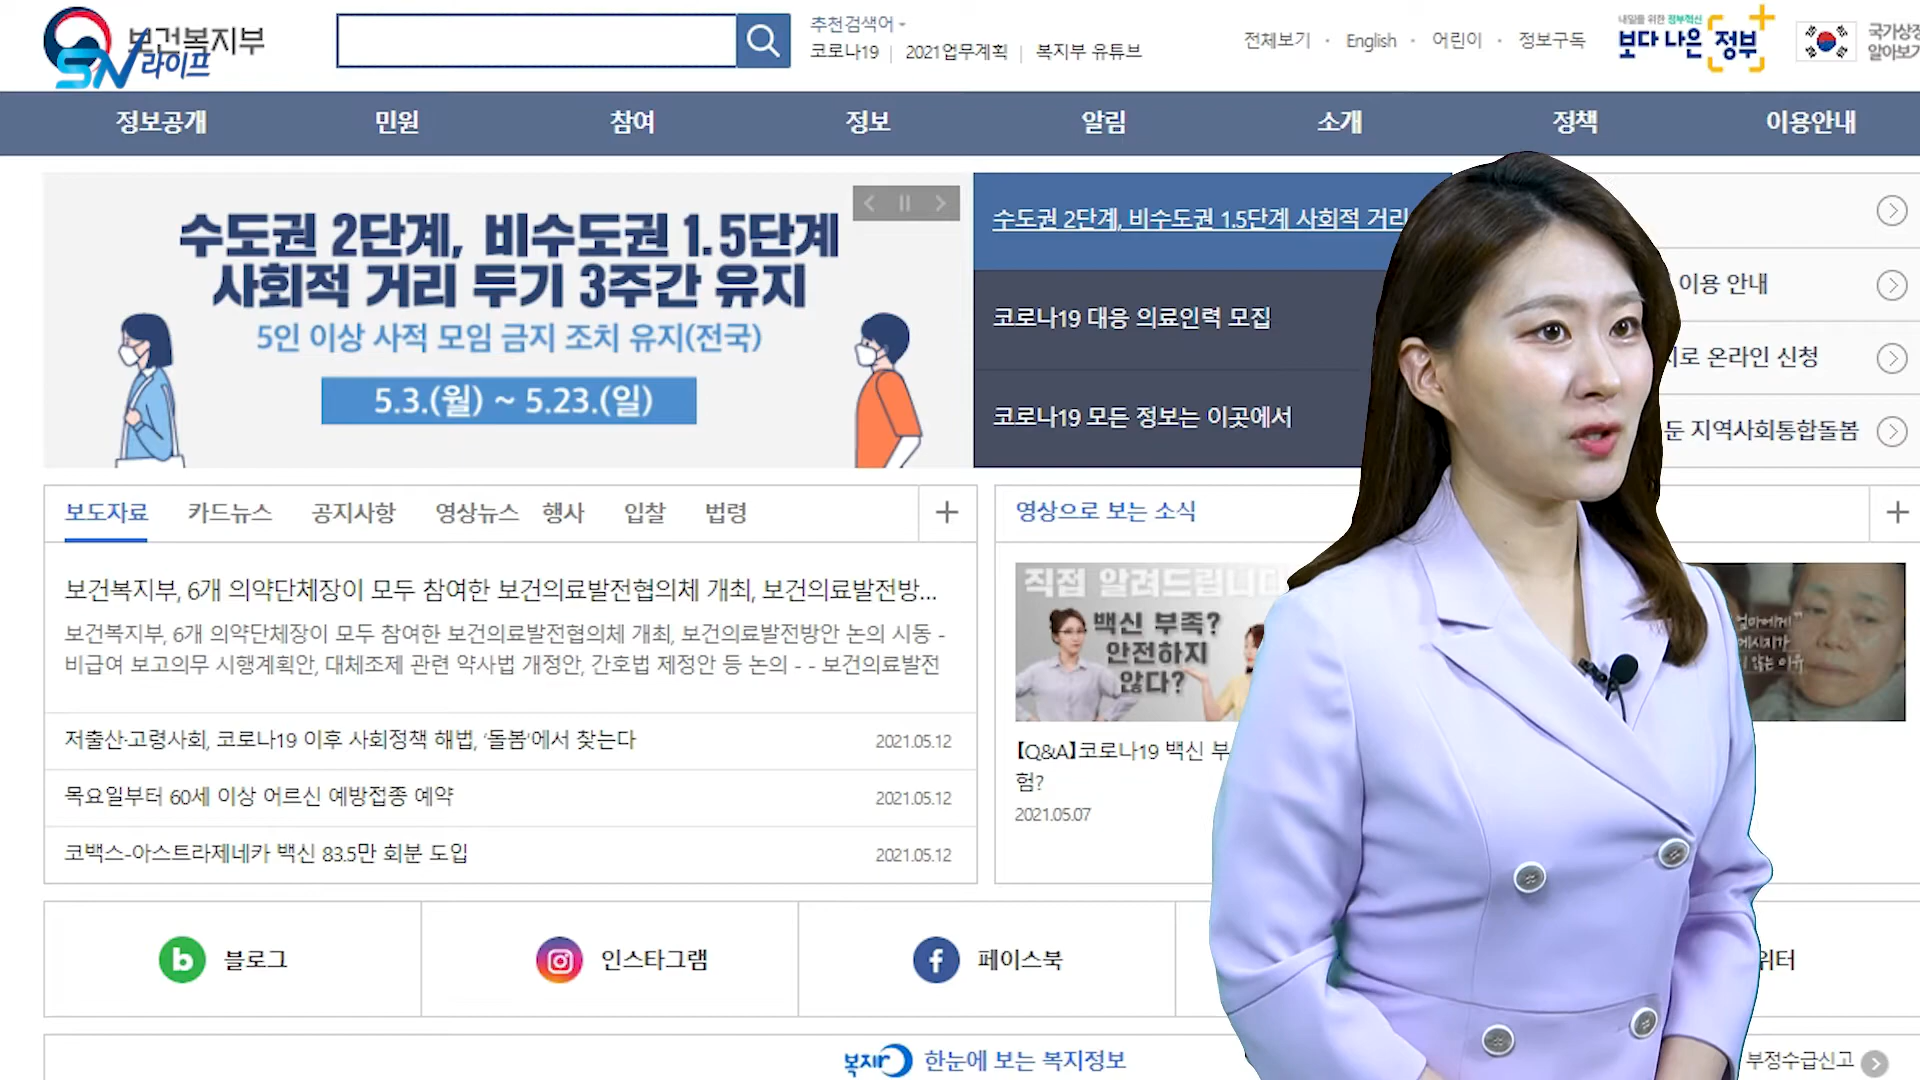 보건복지부
SN라이프
추천검색어
코로나19 | 2021업무계획 | 복지부 유튜브
전체보기 · English · 어린이 · 정보구독
내일을 위한 정부혁신
보다 나은 정부
국가상징
알아보기
정보공개 민원 참여 정보 알림 소개 정책 이용안내
수도권 2단계, 비수도권 1.5단계
사회적 거리 두기 3주간 유지
5인 이상 사적 모임 금지 조치 유지(전국)
5.3.(월) ~ 5.23.(일)
수도권 2단계, 비수도권 1.5단계 사회적 거리
코로나19 대응 의료인력 모집
코로나19 모든 정보는 이곳에서
이용 안내
로 온라인 신청
둔 지역사회통합돌봄
보도자료 카드뉴스 공지사항 영상뉴스 행사 입찰 법령
보건복지부, 6개 의약단체장이 모두 참여한 보건의료발전협의체 개최, 보건의료발전방...
보건복지부, 6개 의약단체장이 모두 참여한 보건의료발전협의체 개최, 보건의료발전방안 논의 시동 -
비급여 보고의무 시행계획안, 대체조제 관련 약사법 개정안, 간호법 제정안 등 논의 - - 보건의료발전
저출산·고령사회, 코로나19 이후 사회정책 해법, ‘돌봄’에서 찾는다 2021.05.12
목요일부터 60세 이상 어르신 예방접종 예약 2021.05.12
코백스-아스트라제네카 백신 83.5만 회분 도입 2021.05.12
영상으로 보는 소식
직접 알려드립니다
백신 부족?
안전하지
않다?
【Q&A】코로나19 백신 부
험?
2021.05.07
블로그
인스타그램
페이스북
위터
복지로 한눈에 보는 복지정보
부정수급신고